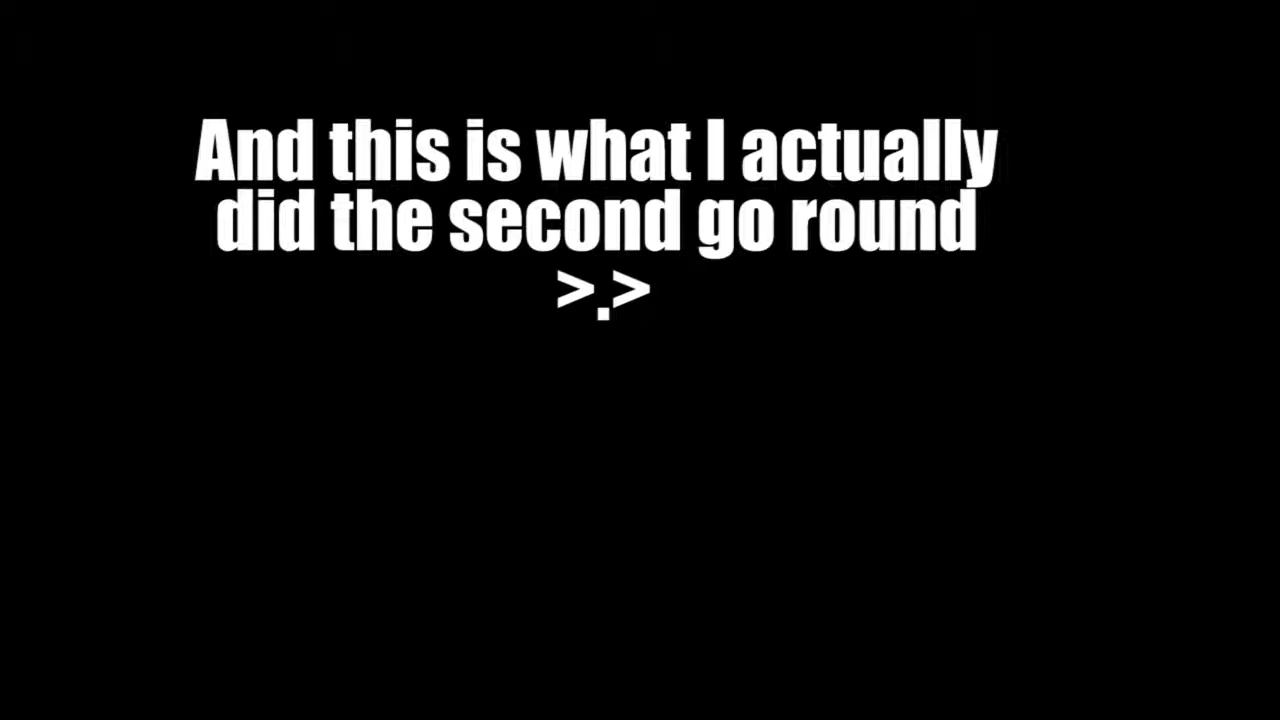 And this is what I actually
did the second go round
>.>